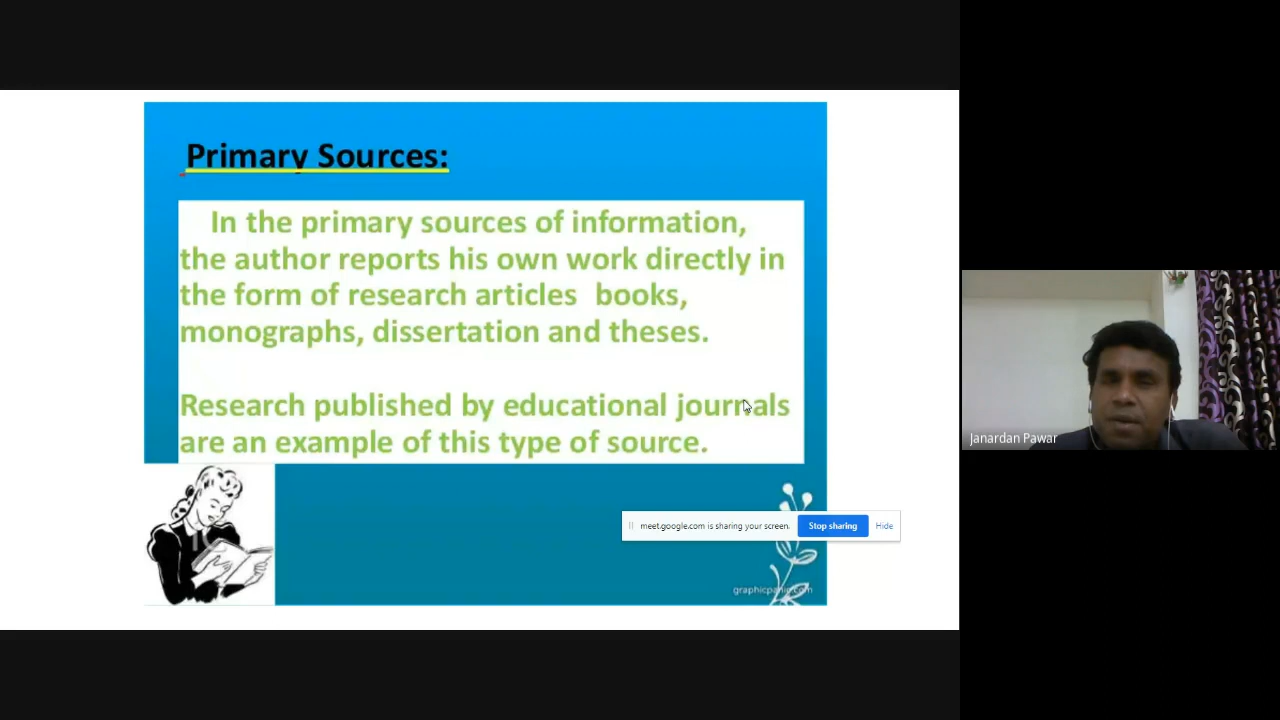 Primary Sources:
In the primary sources of information,
the author reports his own work directly in
the form of research articles books,
monographs, dissertation and theses.
Research published by educational journals
are an example of this type of source.
meet.google.com is sharing your screen.
Stop sharing
Hide
graphicpanic.com
Janardan Pawar